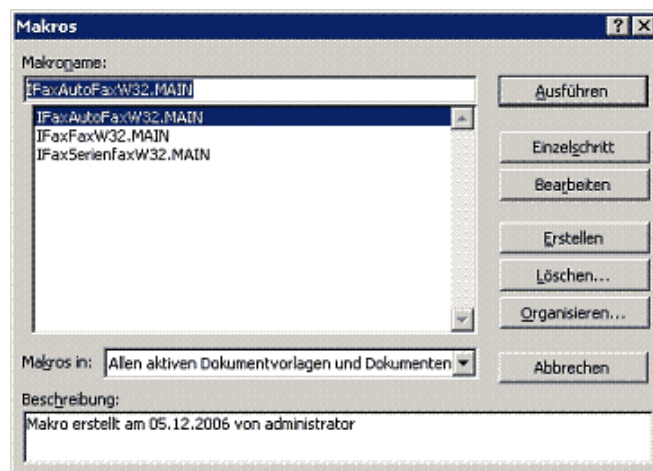 Makros
Makroname:
IFaxAutoFaxW32.MAIN
IFaxAutoFaxW32.MAIN
IFaxFaxW32.MAIN
IFaxSerienfaxW32.MAIN
Ausführen
Einzelschritt
Bearbeiten
Erstellen
Löschen...
Organisieren...
Makros in: Allen aktiven Dokumentvorlagen und Dokumenten
Abbrechen
Beschreibung:
Makro erstellt am 05.12.2006 von administrator